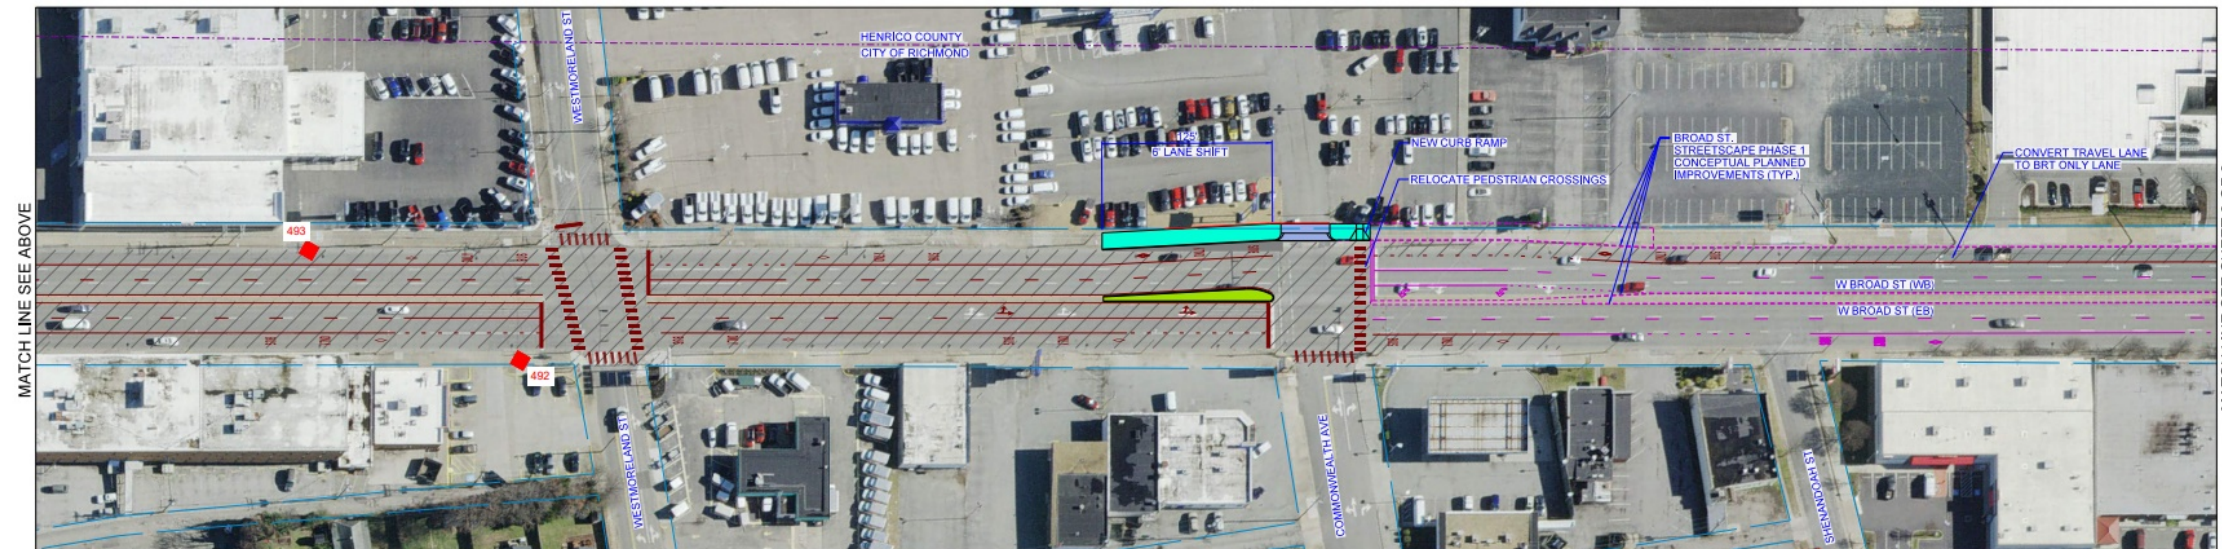 HENRICO COUNTY
CITY OF RICHMOND
WESTMORELAND ST
125'
6' LANE SHIFT
NEW CURB RAMP
RELOCATE PEDSTRIAN CROSSINGS
BROAD ST.
STREETSCAPE PHASE 1
CONCEPTUAL PLANNED
IMPROVEMENTS (TYP.)
CONVERT TRAVEL LANE
TO BRT ONLY LANE
MATCH LINE SEE ABOVE
493
W BROAD ST (WB)
W BROAD ST (EB)
492
WESTMORELAND ST
COMMONWEALTH AVE
SHENANDOAH ST